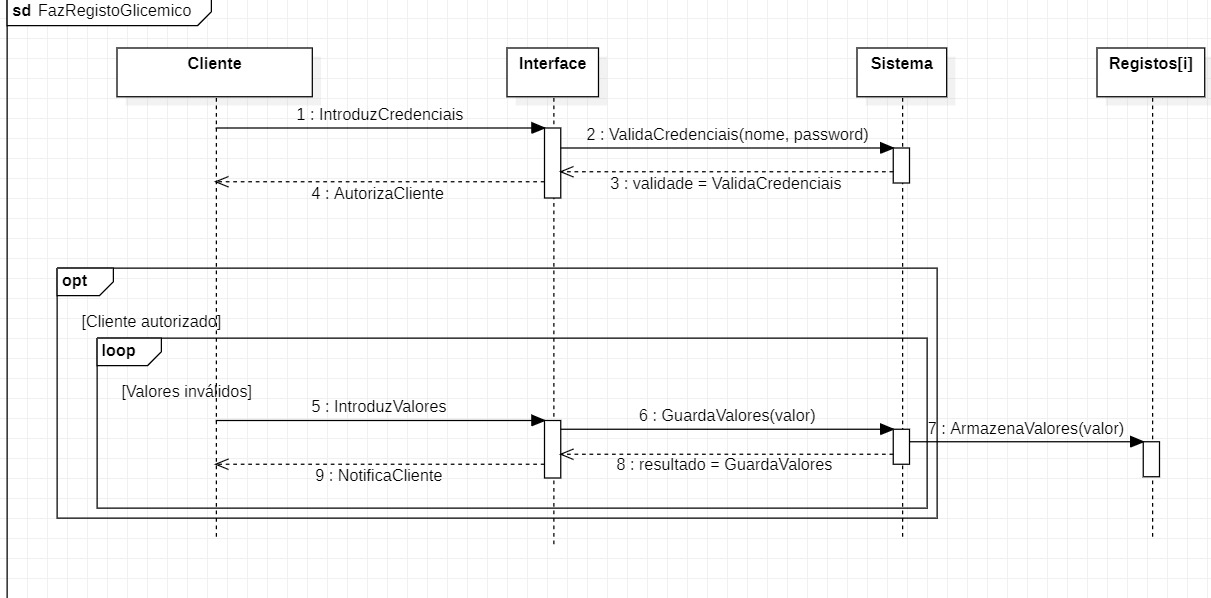 sd FazRegistoGlicemico
Cliente
Interface
Sistema
Registos[i]
1 : IntroduzCredenciais
2 : ValidaCredenciais(nome, password)
3 : validade = ValidaCredenciais
4 : AutorizaCliente
opt
[Cliente autorizado]
loop
[Valores inválidos]
5 : IntroduzValores
6 : GuardaValores(valor)
7 : ArmazenaValores(valor)
8 : resultado = GuardaValores
9 : NotificaCliente